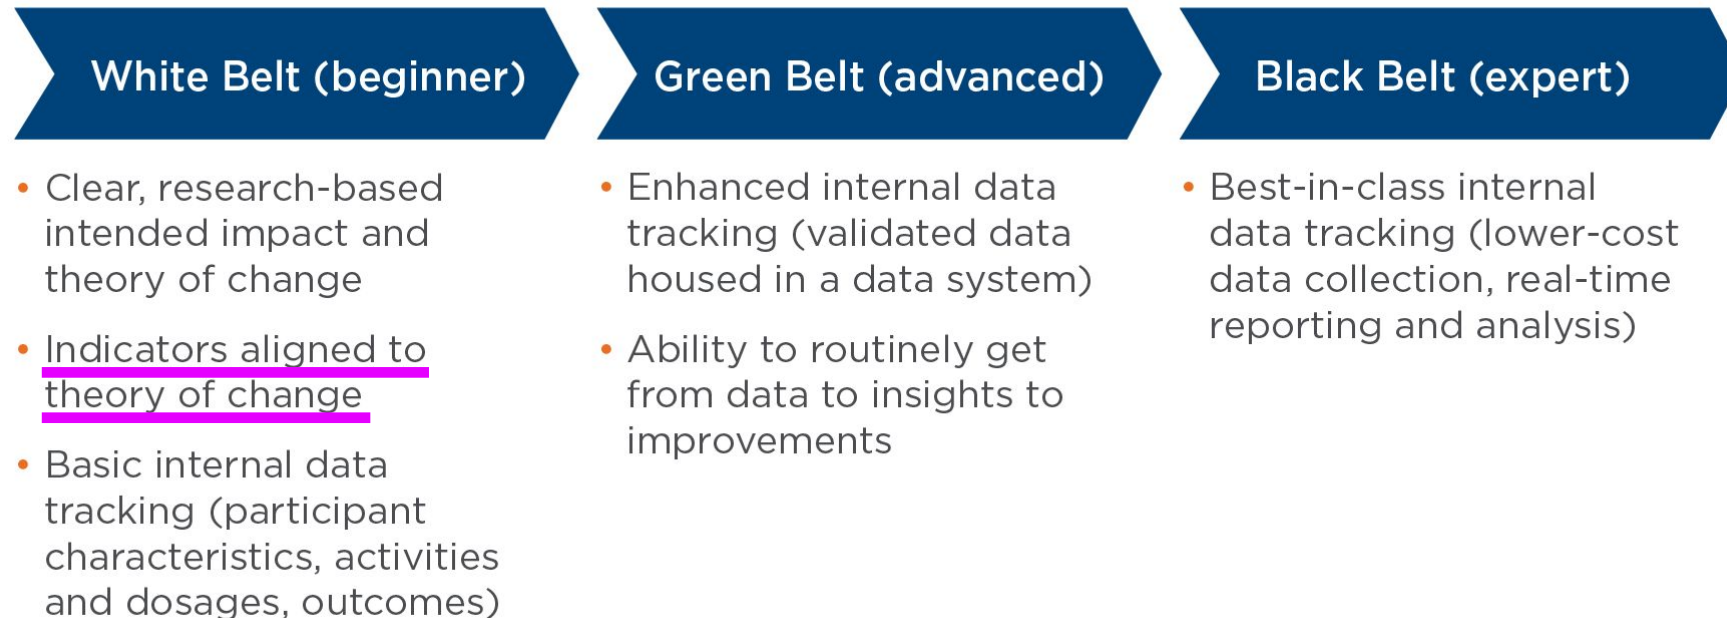 White Belt (beginner)
• Clear, research-based
intended impact and
theory of change
• Indicators aligned to
theory of change
• Basic internal data
tracking (participant
characteristics, activities
and dosages, outcomes)
Green Belt (advanced)
• Enhanced internal data
tracking (validated data
housed in a data system)
• Ability to routinely get
from data to insights to
improvements
Black Belt (expert)
• Best-in-class internal
data tracking (lower-cost
data collection, real-time
reporting and analysis)